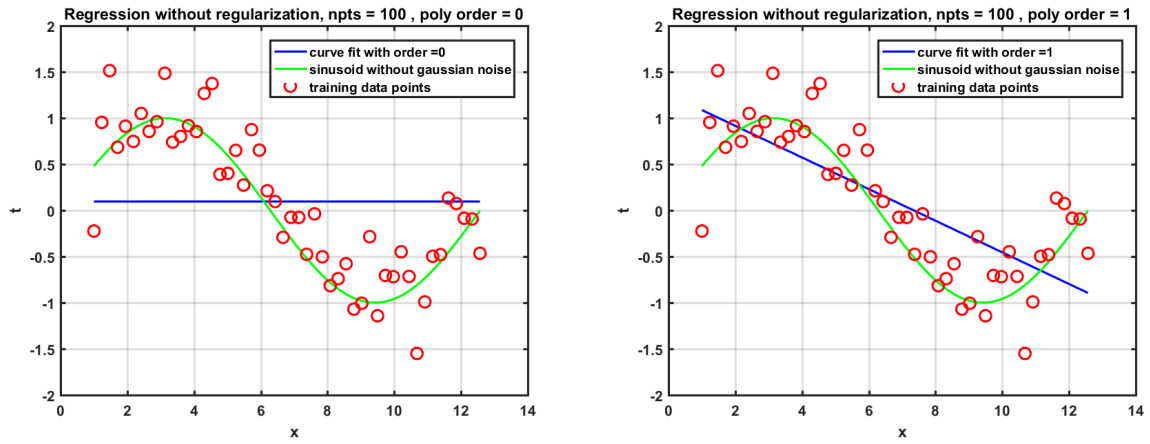 Regression without regularization, npts = 100 , poly order = 0
2
1.5
1
0.5
0
-0.5
-1
-1.5
-2
t
curve fit with order =0
sinusoid without gaussian noise
training data points
0 2 4 6 8 10 12 14
x
Regression without regularization, npts = 100 , poly order = 1
2
1.5
1
0.5
0
-0.5
-1
-1.5
-2
t
curve fit with order =1
sinusoid without gaussian noise
training data points
0 2 4 6 8 10 12 14
x